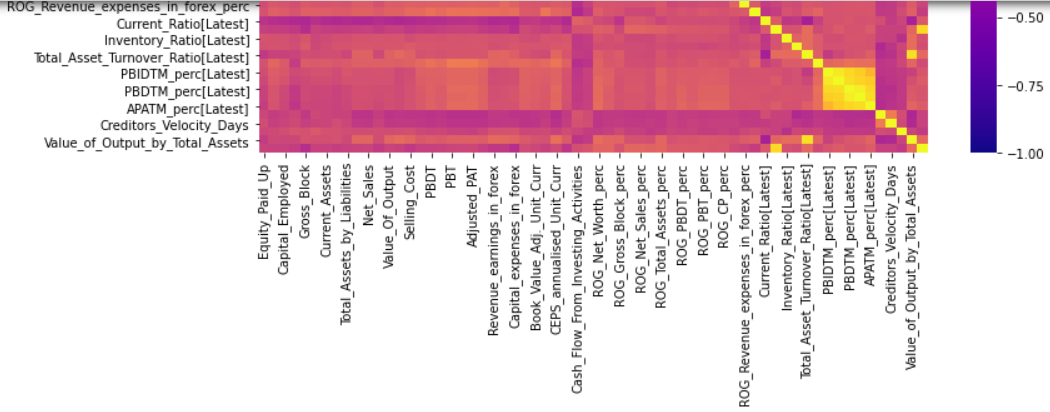 ROG_Revenue_expenses_in_forex_perc
Current_Ratio[Latest]
Inventory_Ratio[Latest]
Total_Asset_Turnover_Ratio[Latest]
PBIDTM_perc[Latest]
PBDTM_perc[Latest]
APATM_perc[Latest]
Creditors_Velocity_Days
Value_of_Output_by_Total_Assets
−0.50
−0.75
−1.00
Equity_Paid_Up
Capital_Employed
Gross_Block
Current_Assets
Total_Assets_by_Liabilities
Net_Sales
Value_Of_Output
Selling_Cost
PBDT
PBT
Adjusted_PAT
Revenue_earnings_in_forex
Capital_expenses_in_forex
Book_Value_Adj._Unit_Curr
CEPS_annualised_Unit_Curr
Cash_Flow_From_Investing_Activities
ROG_Net_Worth_perc
ROG_Gross_Block_perc
ROG_Net_Sales_perc
ROG_Total_Assets_perc
ROG_PBDT_perc
ROG_PBT_perc
ROG_CP_perc
ROG_Revenue_expenses_in_forex_perc
Current_Ratio[Latest]
Inventory_Ratio[Latest]
Total_Asset_Turnover_Ratio[Latest]
PBIDTM_perc[Latest]
PBDTM_perc[Latest]
APATM_perc[Latest]
Creditors_Velocity_Days
Value_of_Output_by_Total_Assets